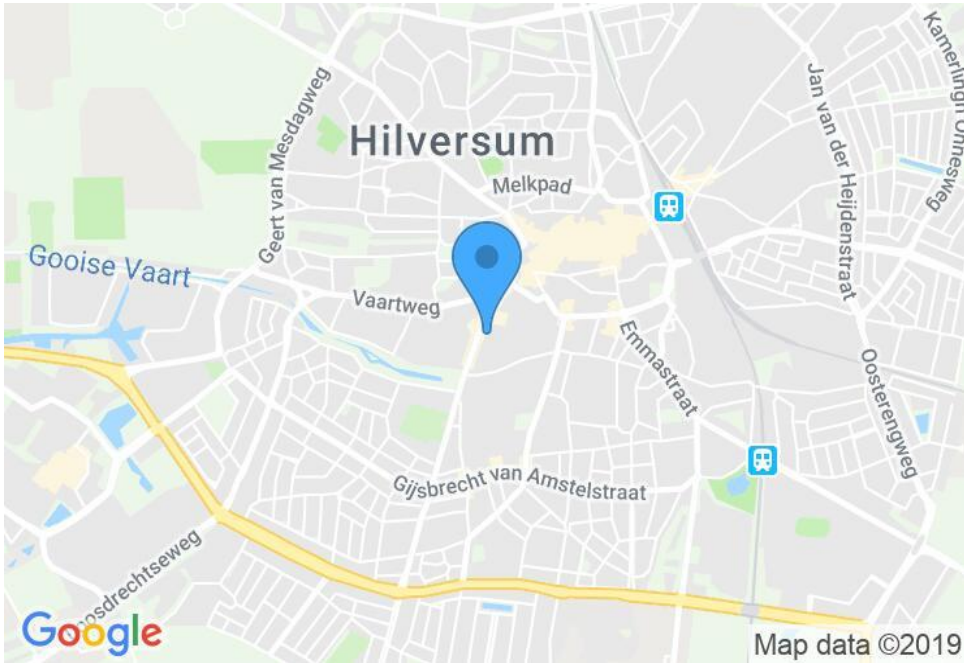 Kamerlingh Onnesweg
Jan van der Heijdenstraat
Geert van Mesdagweg
Hilversum
Melkpad
Gooise Vaart
Vaartweg
Emmastraat
Oosterengweg
Gijsbrecht van Amstelstraat
oosdrechtseweg
Google
Map data ©2019